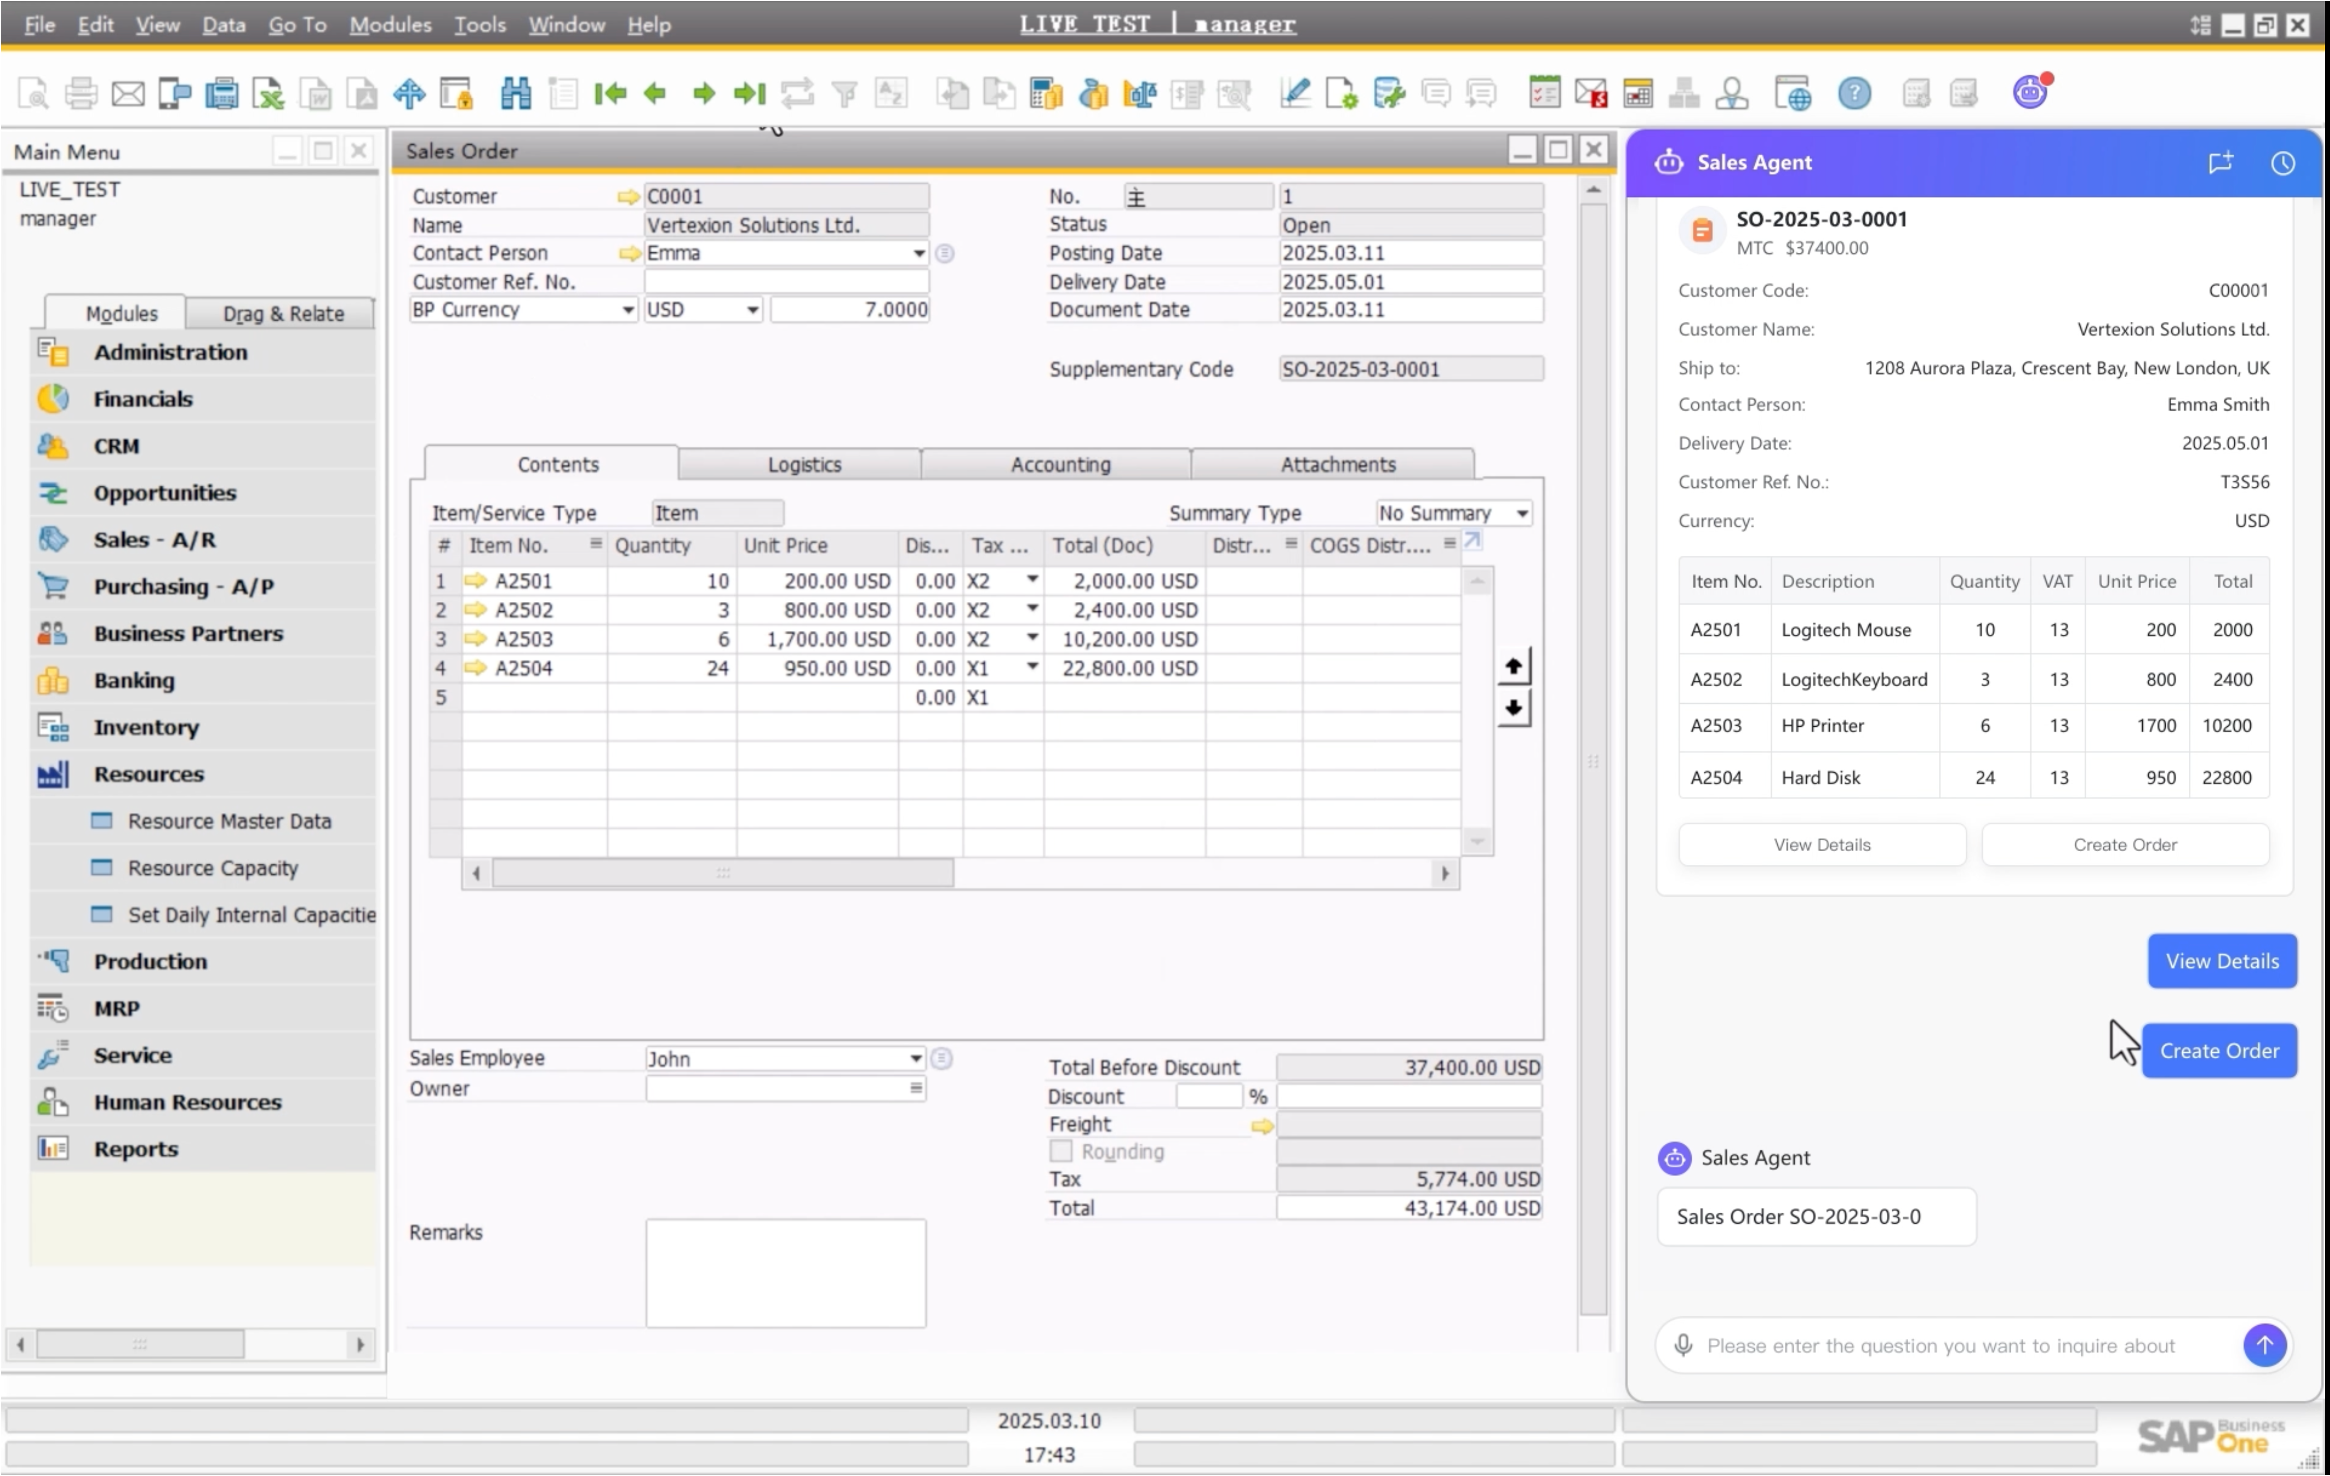 File Edit View Data Go To Modules Tools Window Help
LIVE TEST | manager
Main Menu
LIVE_TEST
manager
Modules Drag & Relate
Administration
Financials
CRM
Opportunities
Sales - A/R
Purchasing - A/P
Business Partners
Banking
Inventory
Resources
Resource Master Data
Resource Capacity
Set Daily Internal Capacitie
Production
MRP
Service
Human Resources
Reports
Sales Order
Customer C0001
Name Vertexion Solutions Ltd.
Contact Person Emma
Customer Ref. No.
BP Currency USD 7.0000
No. 主 1
Status Open
Posting Date 2025.03.11
Delivery Date 2025.05.01
Document Date 2025.03.11
Supplementary Code SO-2025-03-0001
Contents Logistics Accounting Attachments
Item/Service Type Item Summary Type No Summary
# Item No. Quantity Unit Price Dis... Tax ... Total (Doc) Distr... COGS Distr....
1 A2501 10 200.00 USD 0.00 X2 2,000.00 USD
2 A2502 3 800.00 USD 0.00 X2 2,400.00 USD
3 A2503 6 1,700.00 USD 0.00 X2 10,200.00 USD
4 A2504 24 950.00 USD 0.00 X1 22,800.00 USD
5 0.00 X1
Sales Employee John
Owner
Remarks
Total Before Discount 37,400.00 USD
Discount %
Freight
Rounding
Tax 5,774.00 USD
Total 43,174.00 USD
Sales Agent
SO-2025-03-0001
MTC $37400.00
Customer Code: C00001
Customer Name: Vertexion Solutions Ltd.
Ship to: 1208 Aurora Plaza, Crescent Bay, New London, UK
Contact Person: Emma Smith
Delivery Date: 2025.05.01
Customer Ref. No.: T3S56
Currency: USD
Item No. Description Quantity VAT Unit Price Total
A2501 Logitech Mouse 10 13 200 2000
A2502 LogitechKeyboard 3 13 800 2400
A2503 HP Printer 6 13 1700 10200
A2504 Hard Disk 24 13 950 22800
View Details Create Order
View Details
Create Order
Sales Agent
Sales Order SO-2025-03-0
Please enter the question you want to inquire about
2025.03.10
17:43
SAP Business One